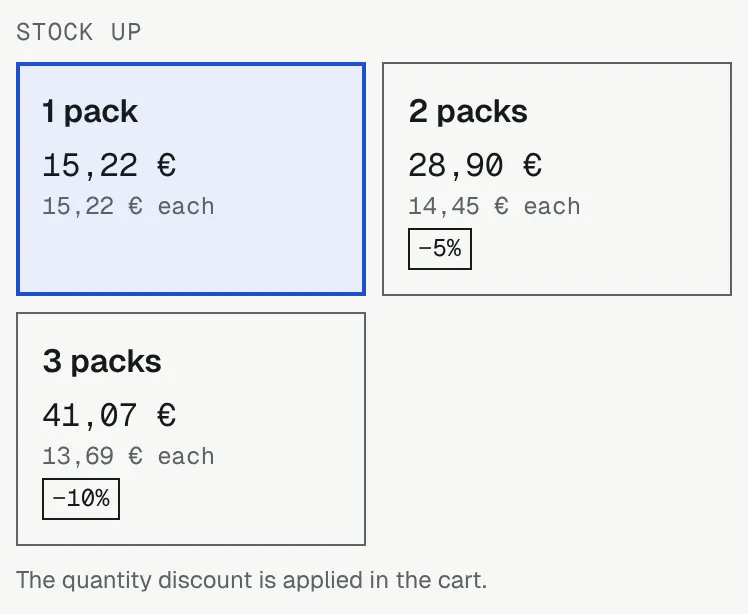 STOCK UP
1 pack
15,22 €
15,22 € each
2 packs
28,90 €
14,45 € each
−5%
3 packs
41,07 €
13,69 € each
−10%
The quantity discount is applied in the cart.